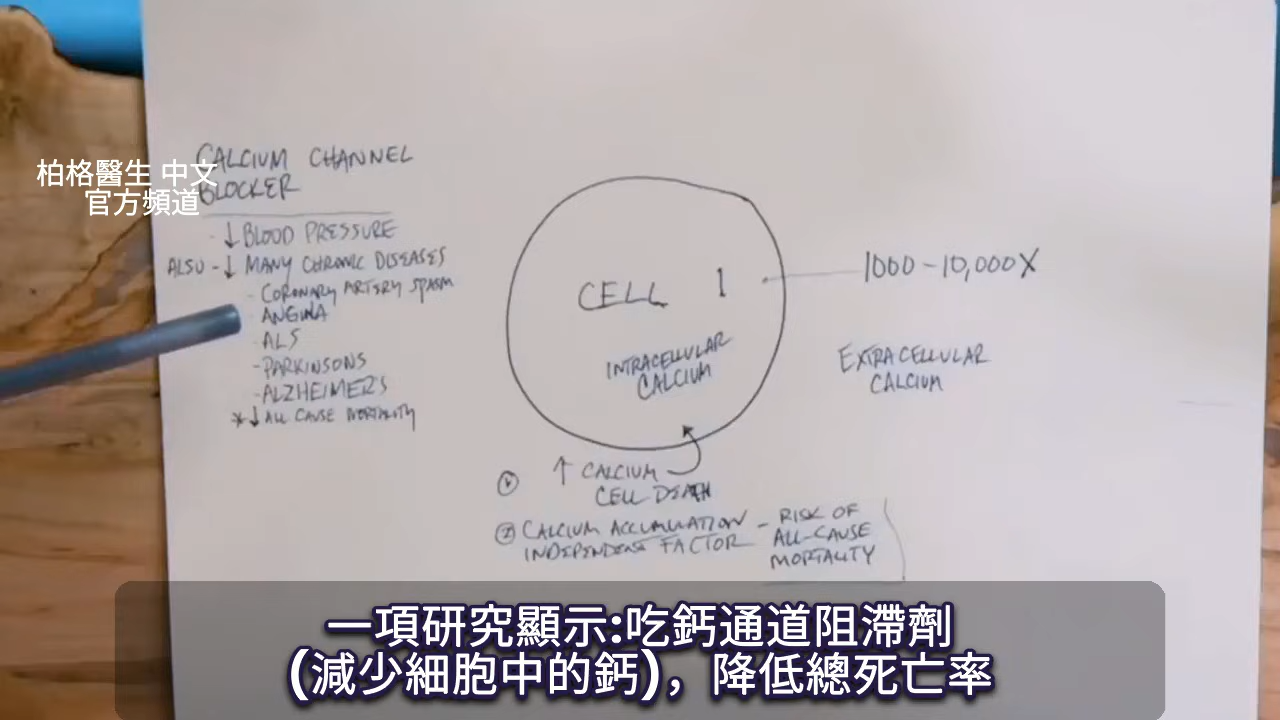 柏格醫生 中文
官方頻道
CALCIUM CHANNEL
BLOCKER
- ↓ BLOOD PRESSURE
ALSO - ↓ MANY CHRONIC DISEASES
- CORONARY ARTERY SPASM
- ANGINA
- ALS
- PARKINSONS
- ALZHEIMERS
* ↓ ALL CAUSE MORTALITY
CELL 1
INTRACELLULAR
CALCIUM
1000 - 10,000X
EXTRACELLULAR
CALCIUM
① ↑ CALCIUM
CELL DEATH
② CALCIUM ACCUMULATION
INDEPENDENT FACTOR
- RISK OF
ALL-CAUSE
MORTALITY
一項研究顯示:吃鈣通道阻滯劑
(減少細胞中的鈣)，降低總死亡率